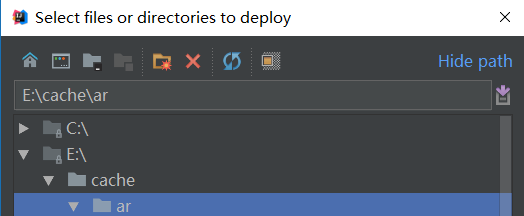 Select files or directories to deploy
Hide path
E:\cache\ar
C:\
E:\
cache
ar